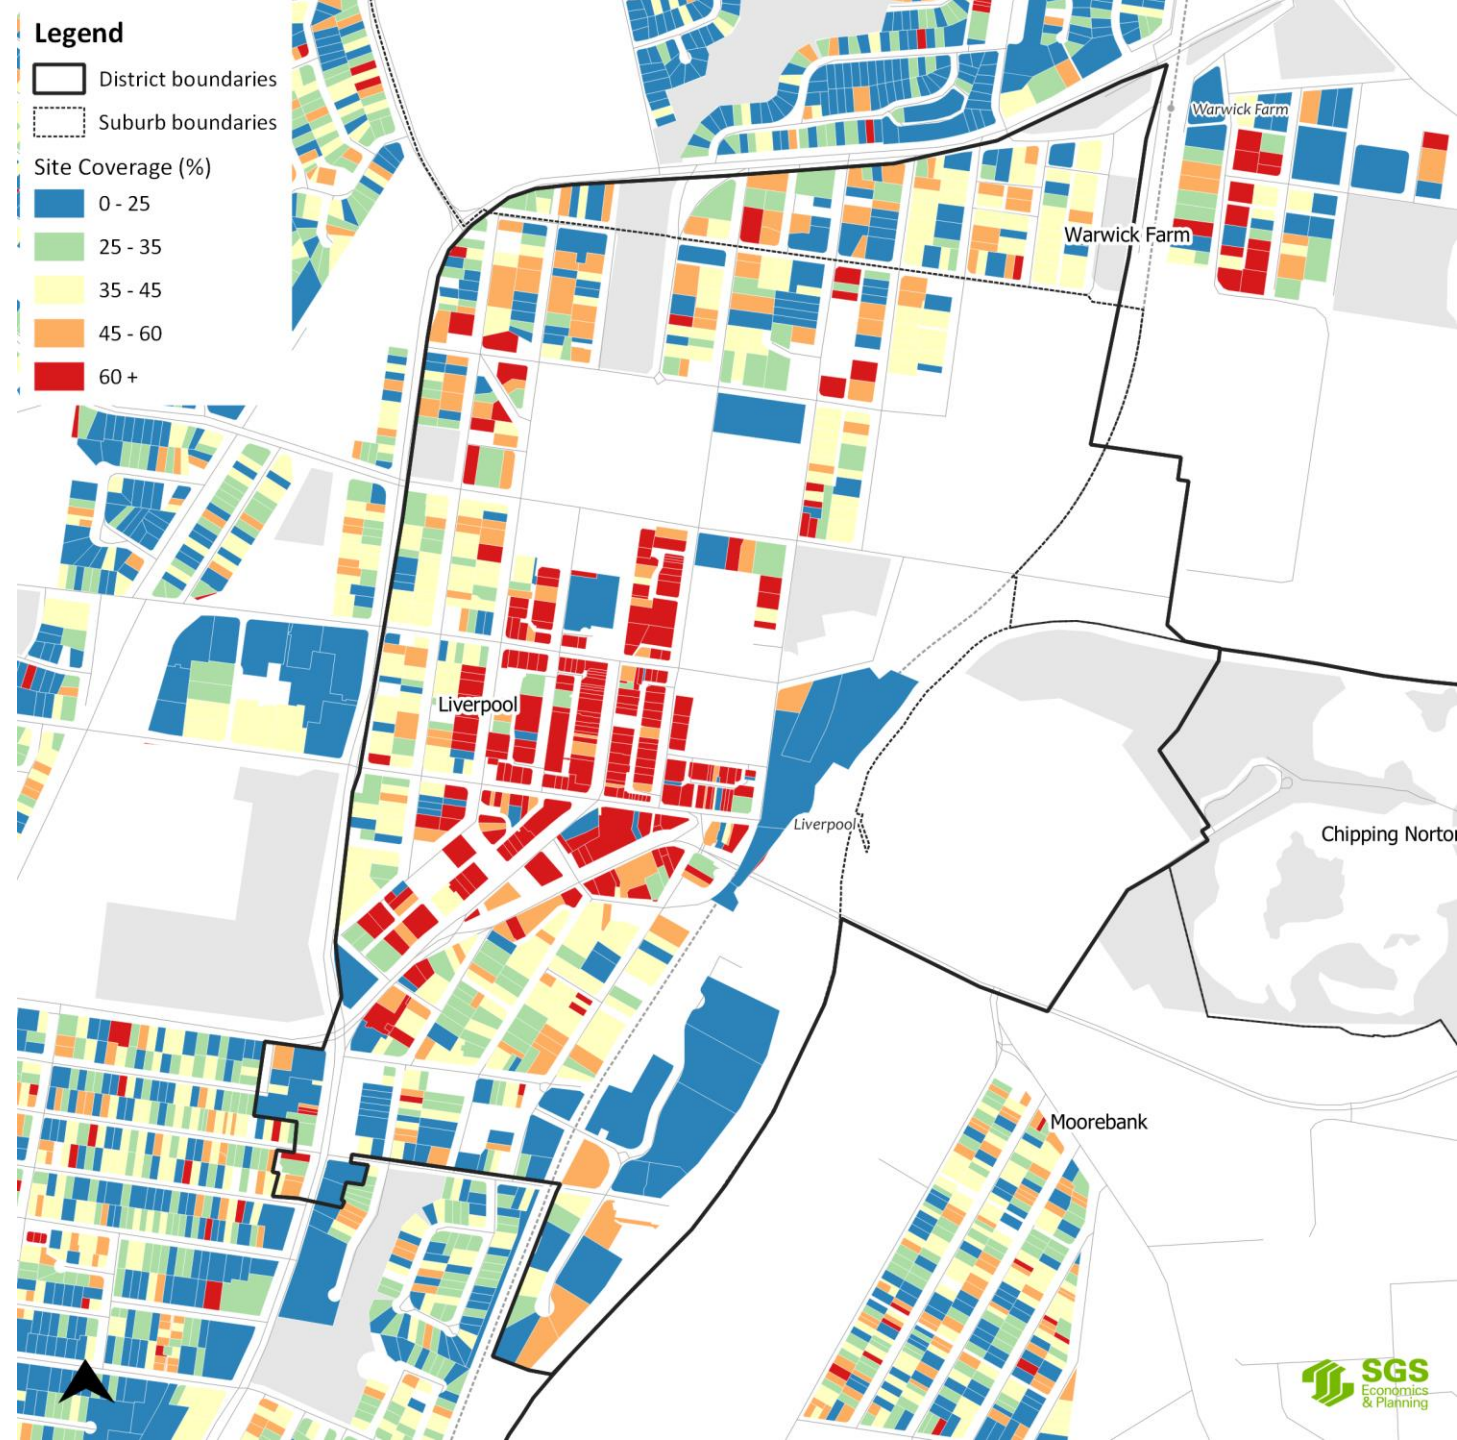 Legend
District boundaries
Suburb boundaries
Site Coverage (%)
0 - 25
25 - 35
35 - 45
45 - 60
60 +
Warwick Farm
Warwick Farm
Liverpool
Liverpool
Chipping Nortor
Moorebank
SGS
Economics
& Planning